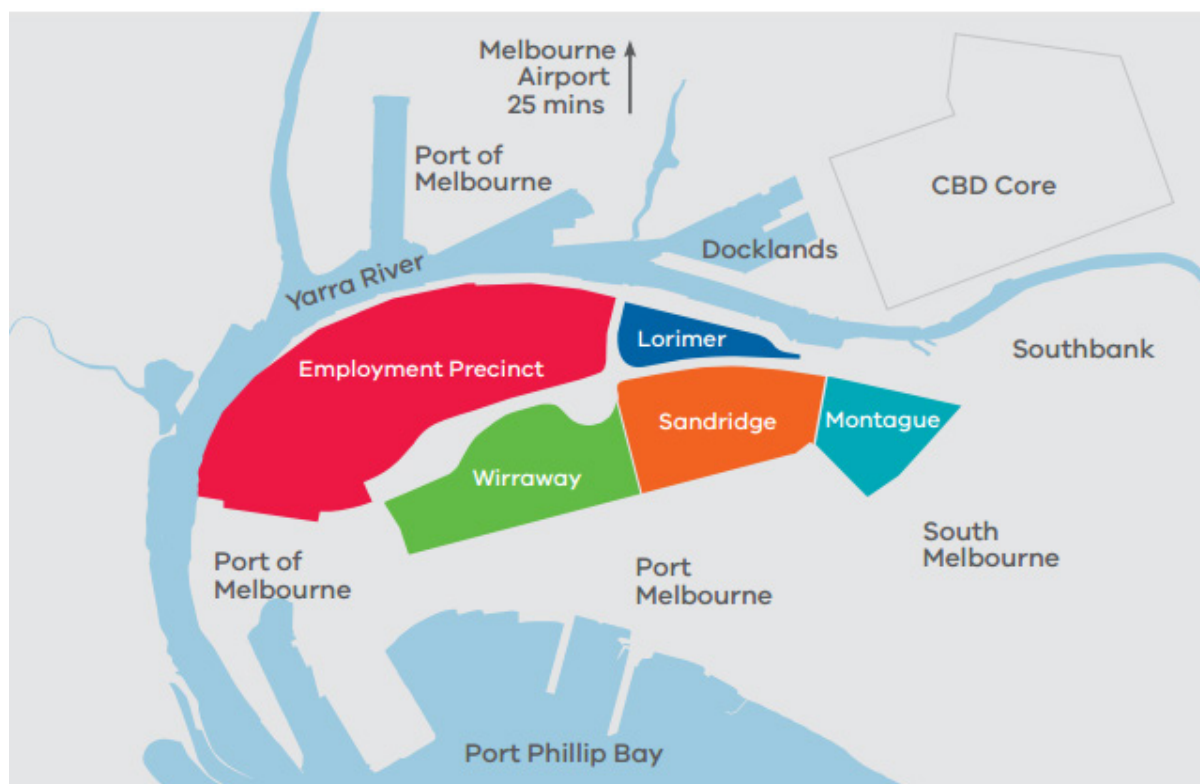 Melbourne
Airport
25 mins
Port of
Melbourne
CBD Core
Docklands
Yarra River
Lorimer
Southbank
Employment Precinct
Sandridge
Montague
Wirraway
South
Melbourne
Port of
Melbourne
Port
Melbourne
Port Phillip Bay